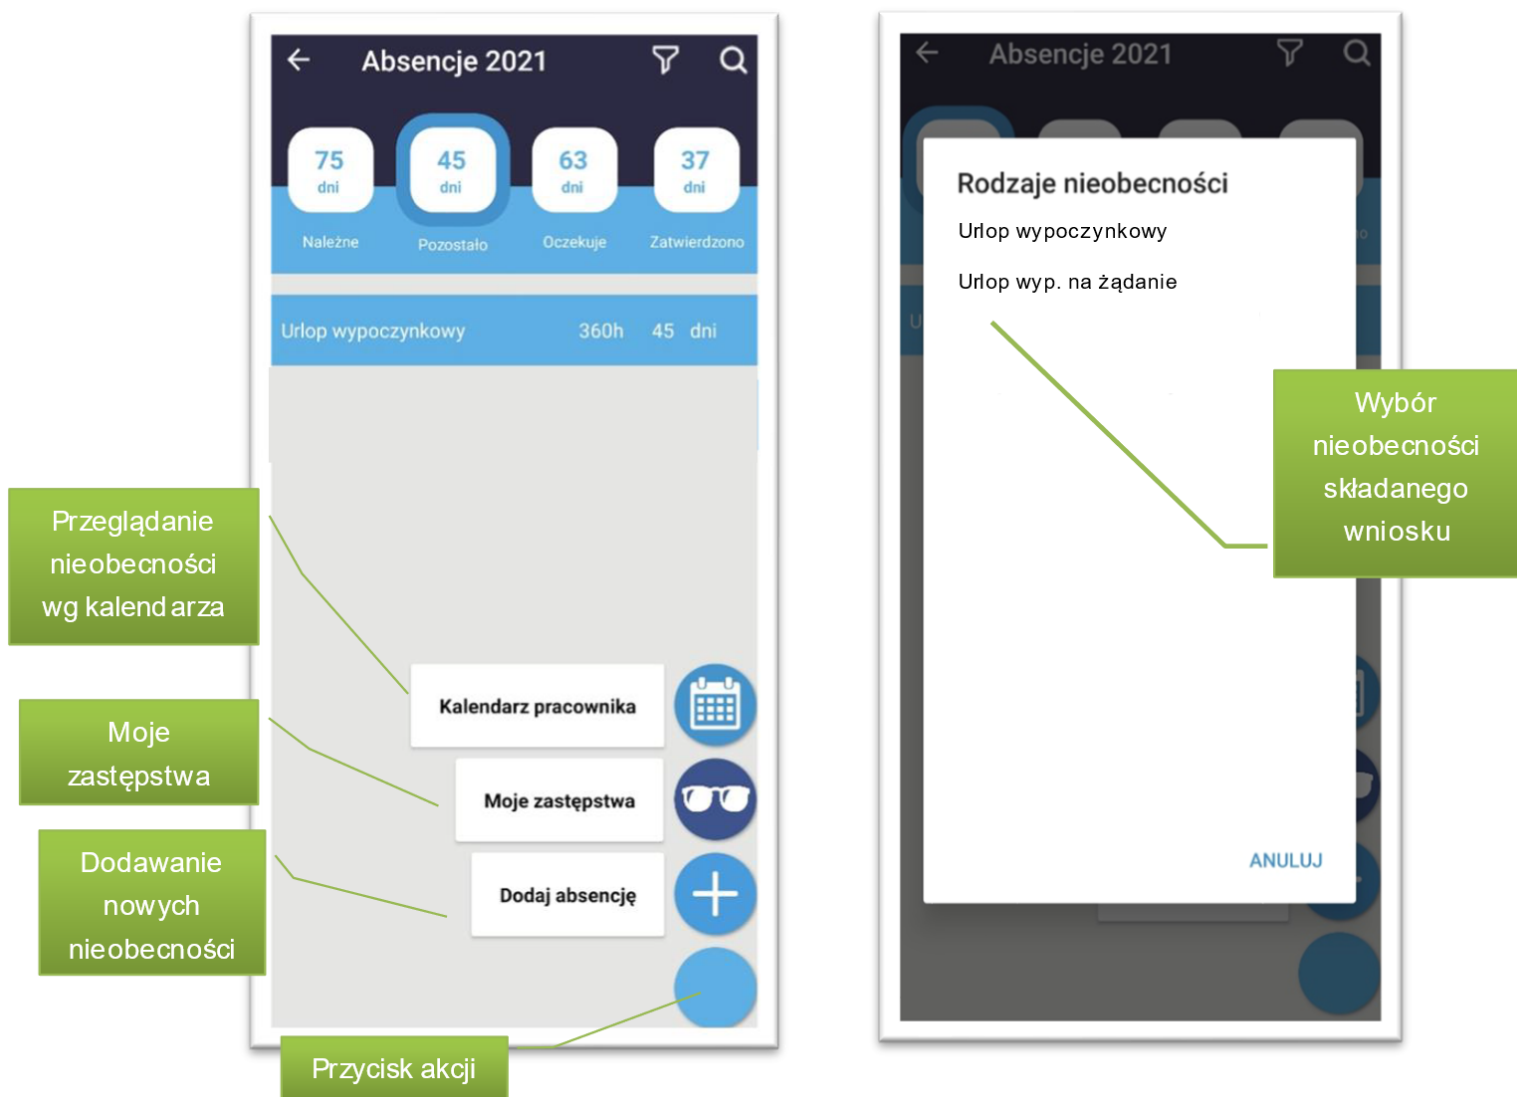 Absencje 2021
75
dni
45
dni
63
dni
37
dni
Należne
Pozostało
Oczekuje
Zatwierdzono
Urlop wypoczynkowy 360h 45 dni
Przeglądanie
nieobecności
wg kalendarza
Kalendarz pracownika
Moje
zastępstwa
Moje zastępstwa
Dodawanie
nowych
nieobecności
Dodaj absencję
Przycisk akcji
Absencje 2021
Rodzaje nieobecności
Urlop wypoczynkowy
Urlop wyp. na żądanie
Wybór
nieobecności
składanego
wniosku
ANULUJ